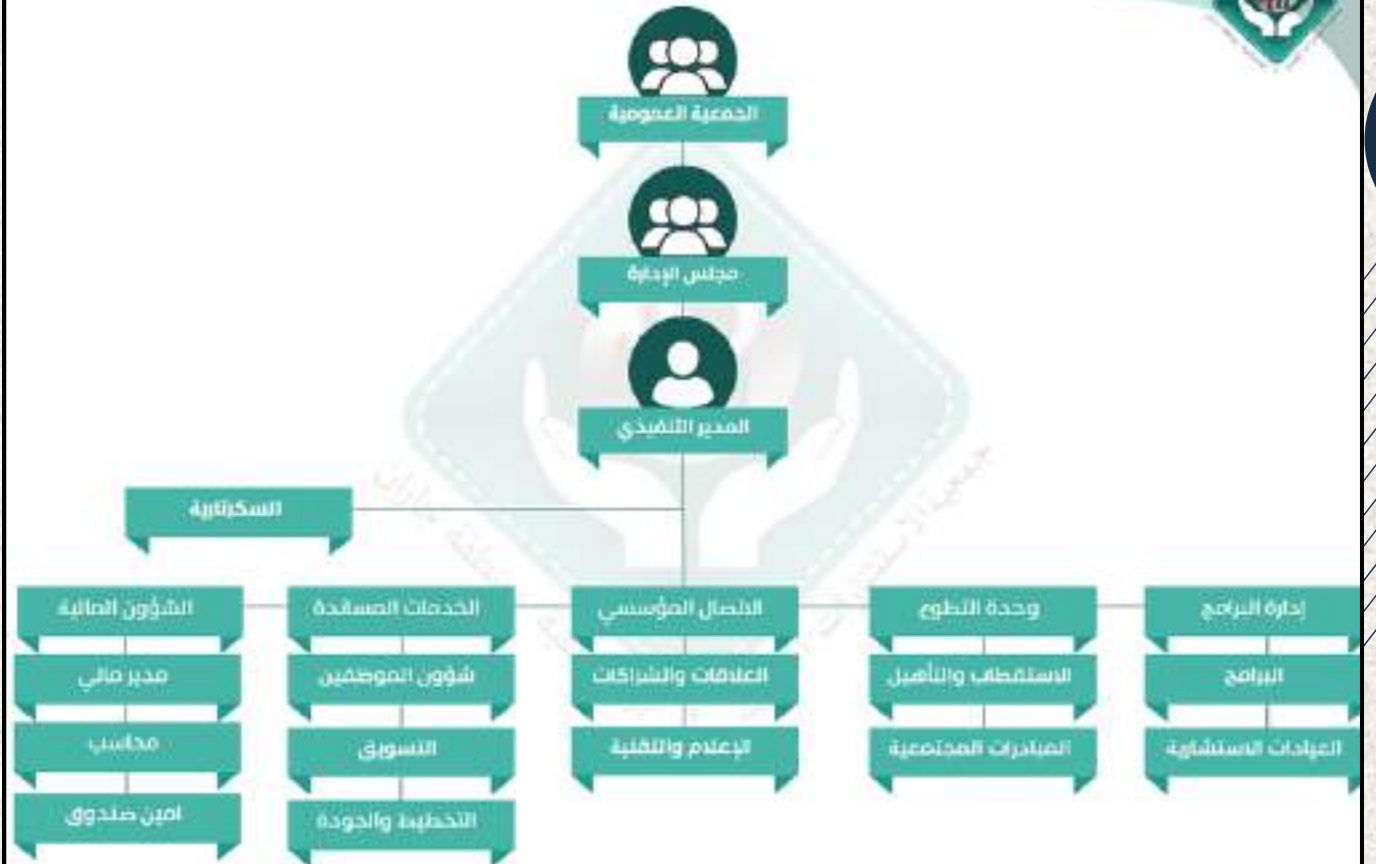 الجمعية العمومية
مجلس الإدارة
المدير التنفيذي
السكرتارية
إدارة البرامج
وحدة التطوع
الاتصال المؤسسي
الخدمات المساندة
الشؤون المالية
البرامج
الاستقطاب والتأهيل
العلاقات والشراكات
شؤون الموظفين
مدير مالي
العيادات الاستشارية
المبادرات المجتمعية
الإعلام والتقنية
التسويق
محاسب
التخطيط والجودة
امين صندوق